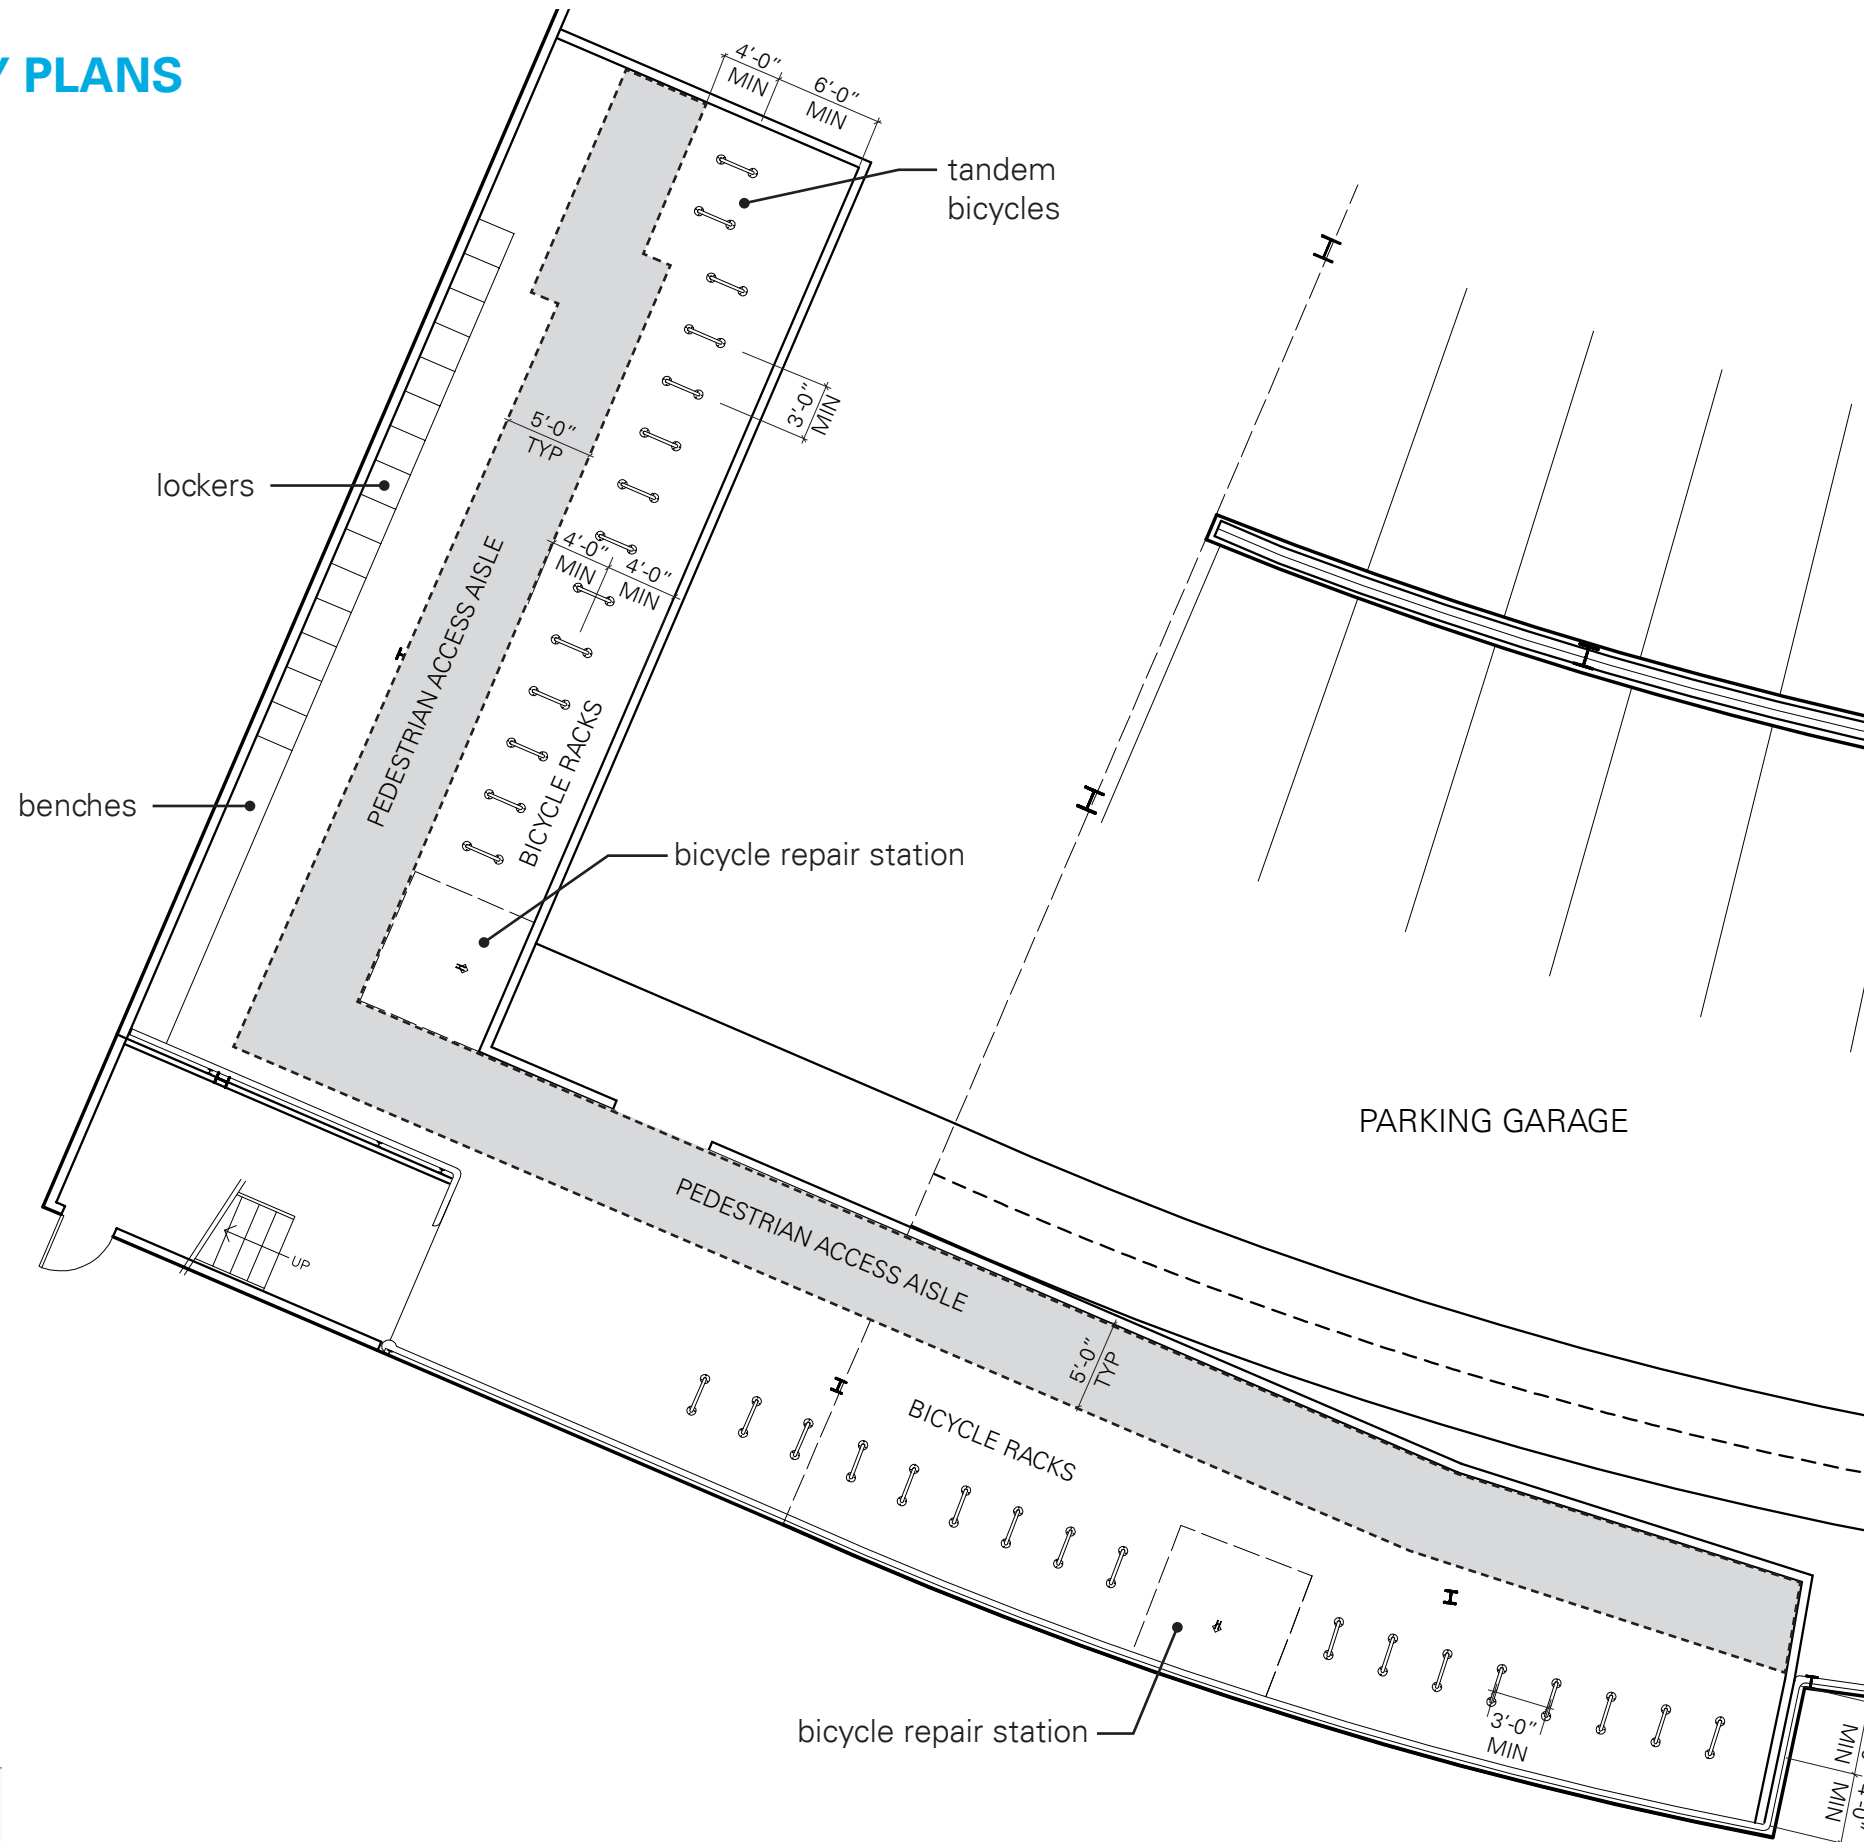 PLANS
4'-0"
MIN
6'-0"
MIN
tandem
bicycles
3'-0"
MIN
5'-0"
TYP
lockers
4'-0"
MIN
4'-0"
MIN
PEDESTRIAN ACCESS AISLE
BICYCLE RACKS
benches
bicycle repair station
PARKING GARAGE
PEDESTRIAN ACCESS AISLE
UP
5'-0"
TYP
BICYCLE RACKS
bicycle repair station
3'-0"
MIN
MIN
MIN
4'-0"